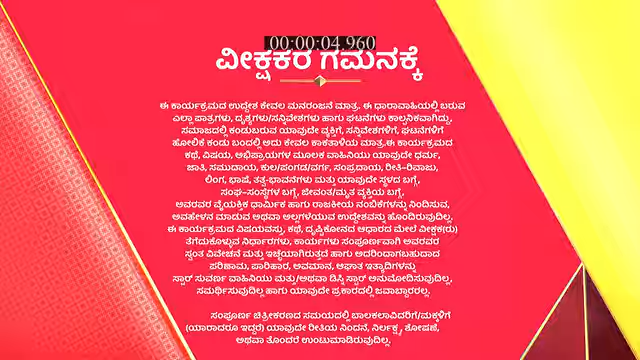 00:00:04.960
ವೀಕ್ಷಕರ ಗಮನಕ್ಕೆ
ಈ ಕಾರ್ಯಕ್ರಮದ ಉದ್ದೇಶ ಕೇವಲ ಮನರಂಜನೆ ಮಾತ್ರ. ಈ ಧಾರಾವಾಹಿಯಲ್ಲಿ ಬರುವ
ಎಲ್ಲಾ ಪಾತ್ರಗಳು, ದೃಶ್ಯಗಳು/ಸನ್ನಿವೇಶಗಳು ಹಾಗು ಘಟನೆಗಳು ಕಾಲ್ಪನಿಕವಾಗಿದ್ದು,
ಸಮಾಜದಲ್ಲಿ ಕಂಡುಬರುವ ಯಾವುದೇ ವ್ಯಕ್ತಿಗೆ, ಸನ್ನಿವೇಶಗಳಿಗೆ, ಘಟನೆಗಳಿಗೆ
ಹೋಲಿಕೆ ಕಂಡು ಬಂದಲ್ಲಿ ಅದು ಕೇವಲ ಕಾಕತಾಳಿಯ ಮಾತ್ರ.ಈ ಕಾರ್ಯಕ್ರಮದ
ಕಥೆ, ವಿಷಯ, ಅಭಿಪ್ರಾಯಗಳ ಮೂಲಕ ವಾಹಿನಿಯು ಯಾವುದೇ ಧರ್ಮ,
ಜಾತಿ, ಸಮುದಾಯ, ಕುಲ/ಪಂಗಡ/ವರ್ಗ, ಸಂಪ್ರದಾಯ, ರೀತಿ-ರಿವಾಜು,
ಲಿಂಗ, ಭಾಷೆ, ತತ್ವ-ಭಾವನೆಗಳು ಮತ್ತು ಯಾವುದೇ ಸ್ಥಳದ ಬಗ್ಗೆ,
ಸಂಘ-ಸಂಸ್ಥೆಗಳ ಬಗ್ಗೆ, ಜೀವಂತ/ಮೃತ ವ್ಯಕ್ತಿಯ ಬಗ್ಗೆ,
ಅವರವರ ವೈಯಕ್ತಿಕ ಧಾರ್ಮಿಕ ಹಾಗು ರಾಜಕೀಯ ನಂಬಿಕೆಗಳನ್ನು ನಿಂದಿಸುವ,
ಅವಹೇಳನ ಮಾಡುವ ಅಥವಾ ಅಲ್ಲಗಳೆಯುವ ಉದ್ದೇಶವನ್ನು ಹೊಂದಿರುವುದಿಲ್ಲ.
ಈ ಕಾರ್ಯಕ್ರಮದ ವಿಷಯವಸ್ತು, ಕಥೆ, ದೃಷ್ಟಿಕೋನದ ಆಧಾರದ ಮೇಲೆ ವೀಕ್ಷಕ(ರು)
ತೆಗೆದುಕೊಳ್ಳುವ ನಿರ್ಧಾರಗಳು, ಕಾರ್ಯಗಳು ಸಂಪೂರ್ಣವಾಗಿ ಅವರವರ
ಸ್ವಂತ ವಿವೇಚನೆ ಮತ್ತು ಇಚ್ಛೆಯಾಗಿರುತ್ತದೆ ಹಾಗು ಅದರಿಂದಾಗಬಹುದಾದ
ಪರಿಣಾಮ, ಪಾರಿಹಾರ, ಅವಮಾನ, ಆಘಾತ ಇತ್ಯಾದಿಗಳನ್ನು
ಸ್ಟಾರ್ ಸುವರ್ಣ ವಾಹಿನಿಯು ಮತ್ತು/ಅಥವಾ ಡಿಸ್ನಿ ಸ್ಟಾರ್ ಅನುಮೋದಿಸುವುದಿಲ್ಲ,
ಸಮರ್ಥಿಸುವುದಿಲ್ಲ ಹಾಗು ಯಾವುದೇ ಪ್ರಕಾರದಲ್ಲಿ ಜವಾಬ್ದಾರರಲ್ಲ.
ಸಂಪೂರ್ಣ ಚಿತ್ರೀಕರಣದ ಸಮಯದಲ್ಲಿ ಬಾಲಕಲಾವಿದರಿಗೆ/ಮಕ್ಕಳಿಗೆ
(ಯಾರಾದರೂ ಇದ್ದರೆ) ಯಾವುದೇ ರೀತಿಯ ನಿಂದನೆ, ನಿರ್ಲಕ್ಷ್ಯ, ಶೋಷಣೆ,
ಅಥವಾ ತೊಂದರೆ ಉಂಟುಮಾಡಿರುವುದಿಲ್ಲ.